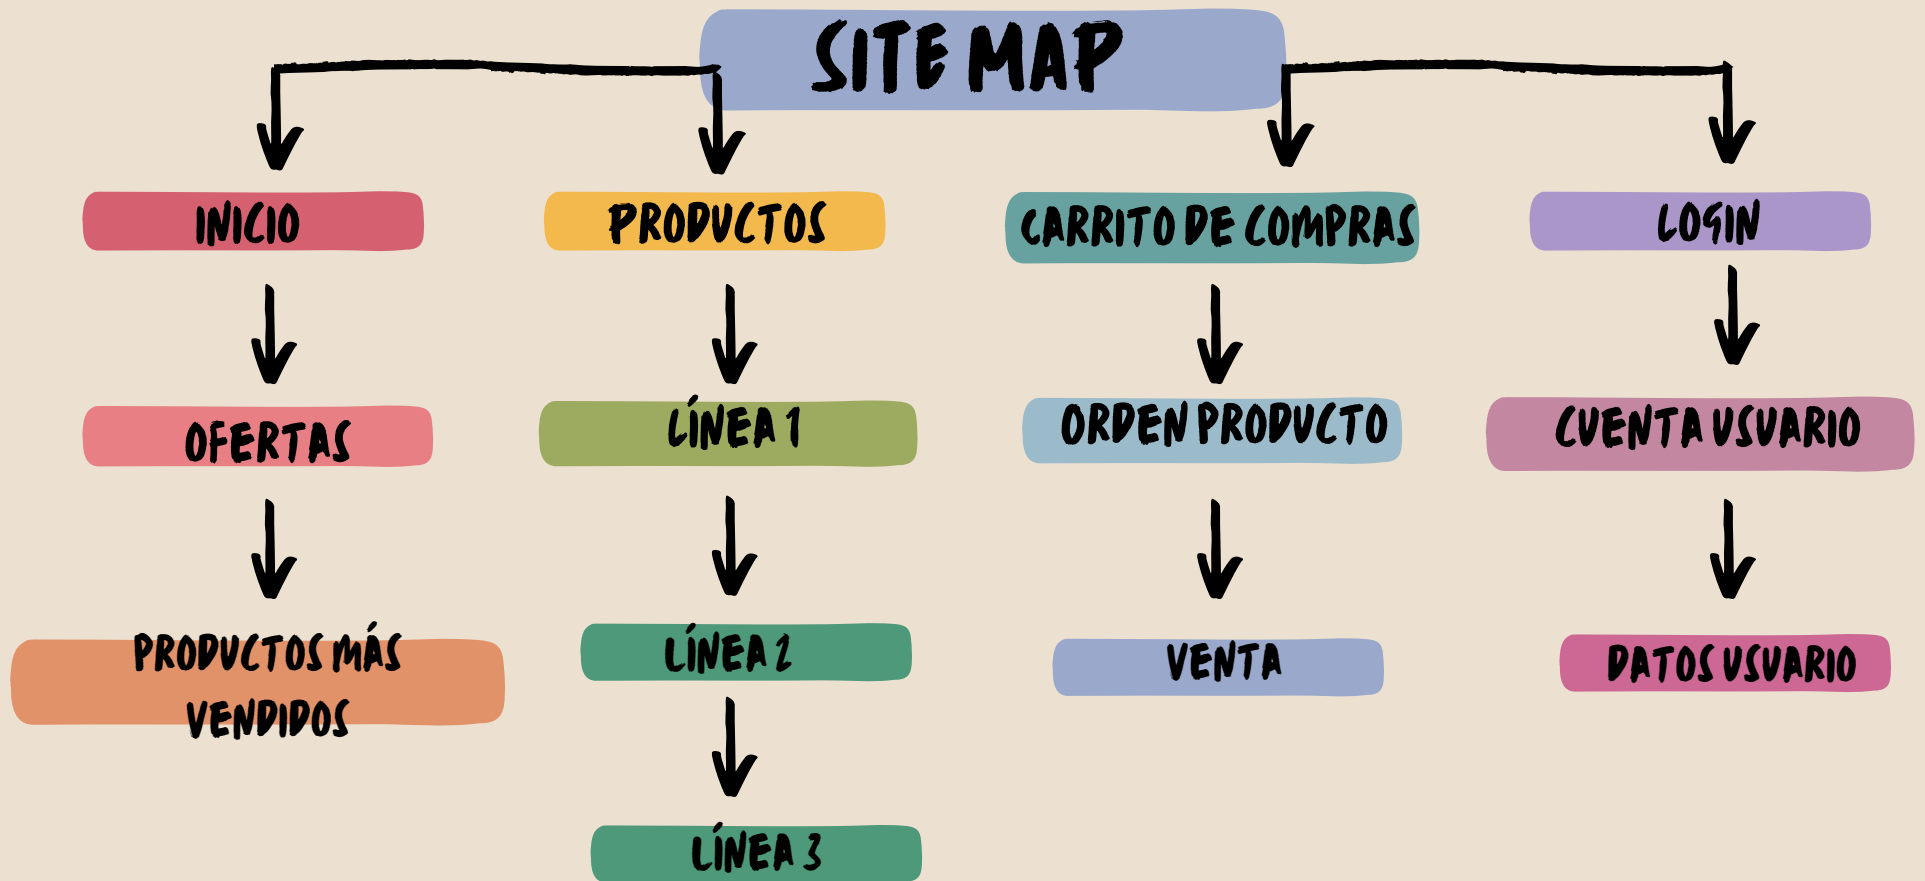 SITE MAP
INICIO
PRODUCTOS
CARRITO DE COMPRAS
LOGIN
OFERTAS
LÍNEA 1
ORDEN PRODUCTO
CUENTA USUARIO
PRODUCTOS MÁS
VENDIDOS
LÍNEA 2
VENTA
DATOS USUARIO
LÍNEA 3